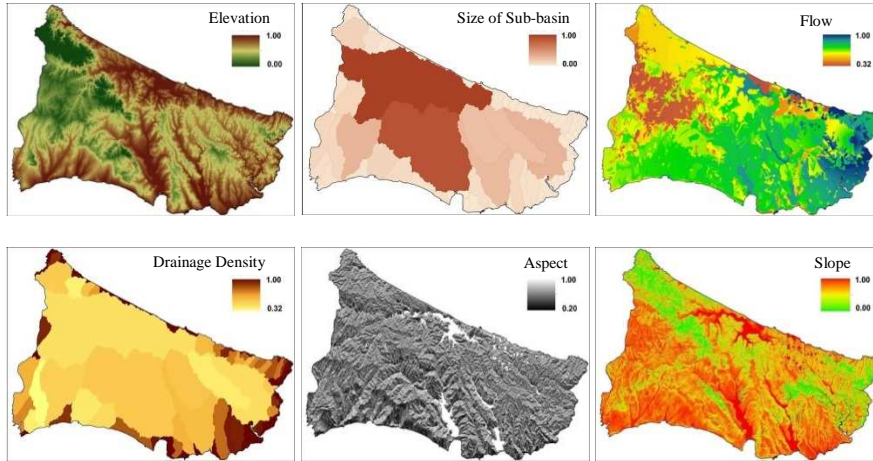 Elevation
1.00
0.00
Size of Sub-basin
1.00
0.00
Flow
1.00
0.32
Drainage Density
1.00
0.32
Aspect
1.00
0.20
Slope
1.00
0.00